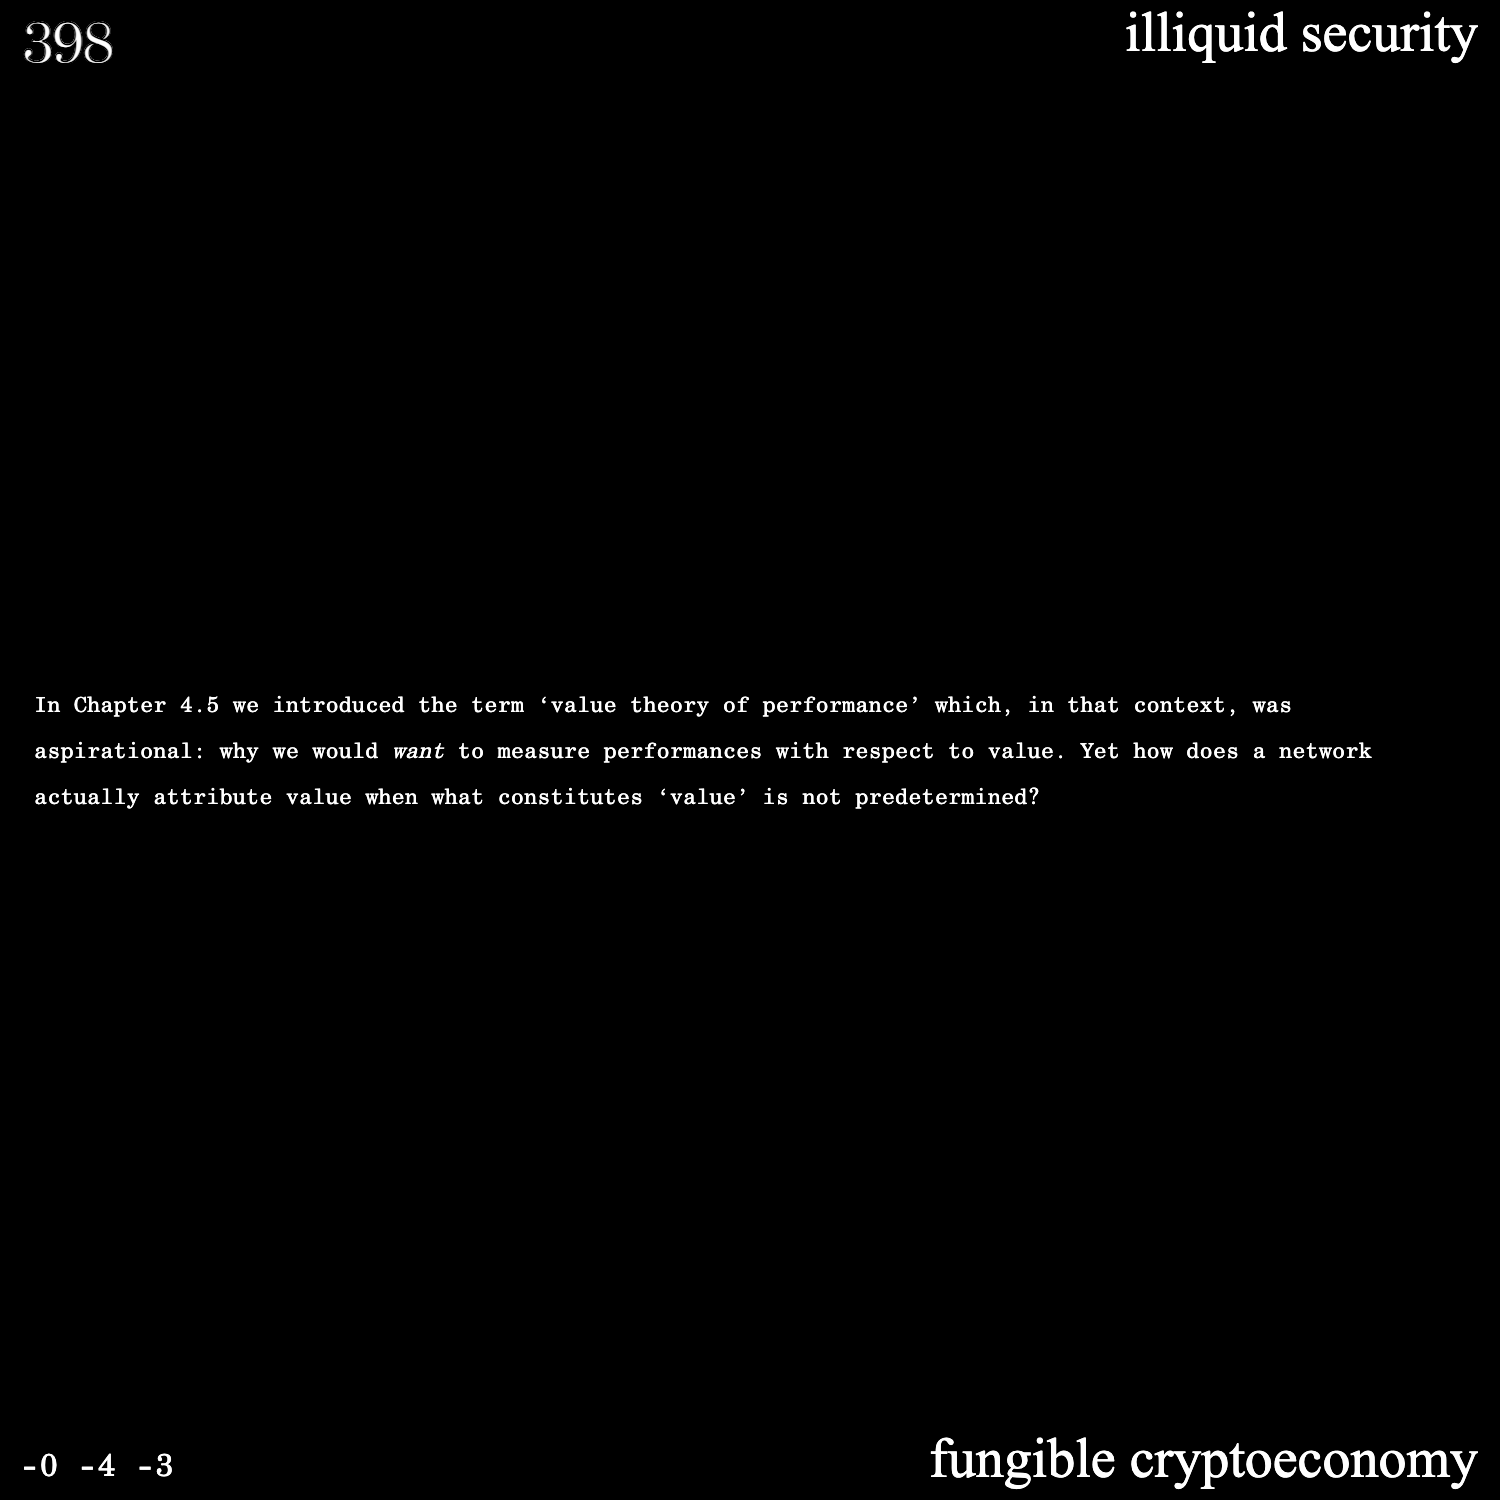 398
illiquid security
In Chapter 4.5 we introduced the term ‘value theory of performance’ which, in that context, was
aspirational: why we would want to measure performances with respect to value. Yet how does a network
actually attribute value when what constitutes ‘value’ is not predetermined?
-0 -4 -3
fungible cryptoeconomy